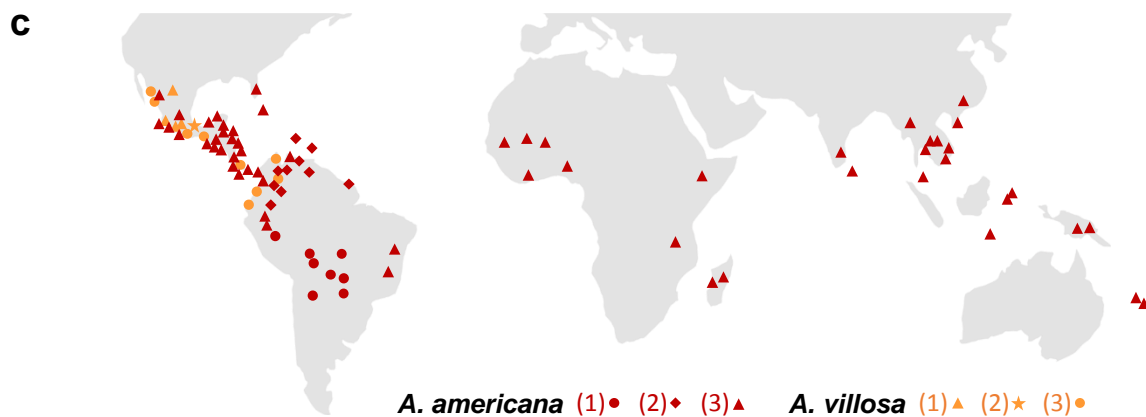 c
A. americana (1)● (2)◆ (3)▲ A. villosa (1)▲ (2)★ (3)●